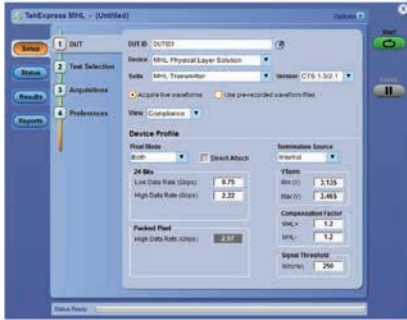 TekExpress MHL - (Untitled)
Options
Setup
Status
Results
Reports
1 DUT
2 Test Selection
3 Acquisitions
4 Preferences
DUT ID DUT001
Device MHL Physical Layer Solution
Suite MHL Transmitter Version CTS 1.3/2.1
Acquire live waveforms Use pre-recorded waveform files
View Compliance
Device Profile
Pixel Mode
Both
Direct Attach
Termination Source
Internal
24 Bits
Low Data Rate (Gbps) 0.75
High Data Rate (Gbps) 2.22
Packed Pixel
High Data Rate (Gbps) 2.97
VTerm
Min (V) 3.135
Max (V) 3.465
Compensation Factor
MHL+ 1.2
MHL- 1.2
Signal Threshold
250
Start
Pause
Status Ready